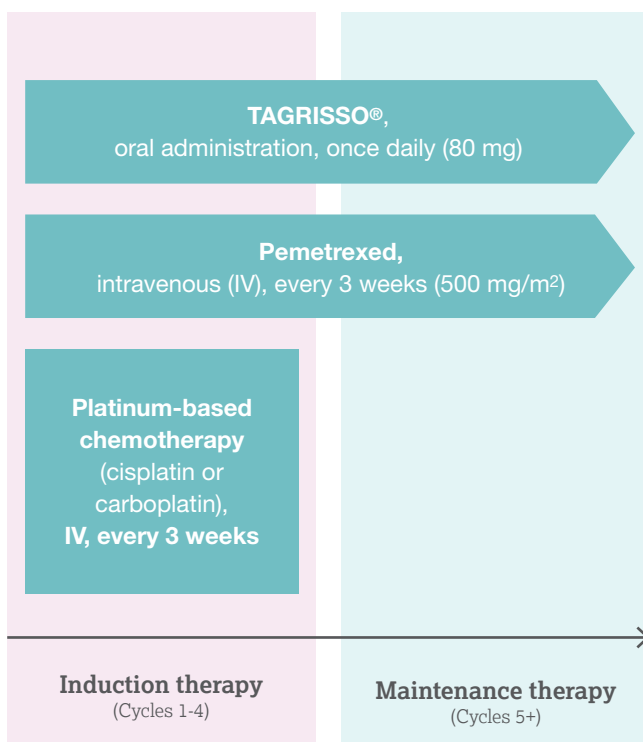 TAGRISSO®,
oral administration, once daily (80 mg)
Pemetrexed,
intravenous (IV), every 3 weeks (500 mg/m²)
Platinum-based
chemotherapy
(cisplatin or
carboplatin),
IV, every 3 weeks
Induction therapy
(Cycles 1-4)
Maintenance therapy
(Cycles 5+)